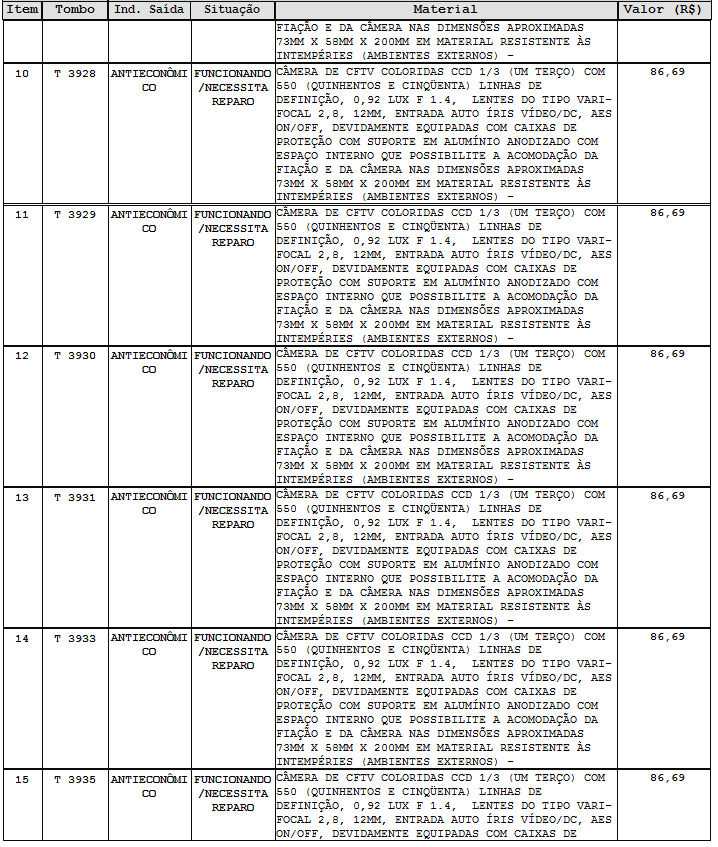 Item Tombo Ind. Saída Situação Material Valor (R$)
FIAÇÃO E DA CÂMERA NAS DIMENSÕES APROXIMADAS
73MM X 58MM X 200MM EM MATERIAL RESISTENTE ÀS
INTEMPÉRIES (AMBIENTES EXTERNOS) –
10 T 3928 ANTIECONÔMI FUNCIONANDO CÂMERA DE CFTV COLORIDAS CCD 1/3 (UM TERÇO) COM 86,69
CO /NECESSITA 550 (QUINHENTOS E CINQÜENTA) LINHAS DE
REPARO DEFINIÇÃO, 0,92 LUX F 1.4, LENTES DO TIPO VARI-
FOCAL 2,8, 12MM, ENTRADA AUTO ÍRIS VÍDEO/DC, AES
ON/OFF, DEVIDAMENTE EQUIPADAS COM CAIXAS DE
PROTEÇÃO COM SUPORTE EM ALUMÍNIO ANODIZADO COM
ESPAÇO INTERNO QUE POSSIBILITE A ACOMODAÇÃO DA
FIAÇÃO E DA CÂMERA NAS DIMENSÕES APROXIMADAS
73MM X 58MM X 200MM EM MATERIAL RESISTENTE ÀS
INTEMPÉRIES (AMBIENTES EXTERNOS) –
11 T 3929 ANTIECONÔMI FUNCIONANDO CÂMERA DE CFTV COLORIDAS CCD 1/3 (UM TERÇO) COM 86,69
CO /NECESSITA 550 (QUINHENTOS E CINQÜENTA) LINHAS DE
REPARO DEFINIÇÃO, 0,92 LUX F 1.4, LENTES DO TIPO VARI-
FOCAL 2,8, 12MM, ENTRADA AUTO ÍRIS VÍDEO/DC, AES
ON/OFF, DEVIDAMENTE EQUIPADAS COM CAIXAS DE
PROTEÇÃO COM SUPORTE EM ALUMÍNIO ANODIZADO COM
ESPAÇO INTERNO QUE POSSIBILITE A ACOMODAÇÃO DA
FIAÇÃO E DA CÂMERA NAS DIMENSÕES APROXIMADAS
73MM X 58MM X 200MM EM MATERIAL RESISTENTE ÀS
INTEMPÉRIES (AMBIENTES EXTERNOS) –
12 T 3930 ANTIECONÔMI FUNCIONANDO CÂMERA DE CFTV COLORIDAS CCD 1/3 (UM TERÇO) COM 86,69
CO /NECESSITA 550 (QUINHENTOS E CINQÜENTA) LINHAS DE
REPARO DEFINIÇÃO, 0,92 LUX F 1.4, LENTES DO TIPO VARI-
FOCAL 2,8, 12MM, ENTRADA AUTO ÍRIS VÍDEO/DC, AES
ON/OFF, DEVIDAMENTE EQUIPADAS COM CAIXAS DE
PROTEÇÃO COM SUPORTE EM ALUMÍNIO ANODIZADO COM
ESPAÇO INTERNO QUE POSSIBILITE A ACOMODAÇÃO DA
FIAÇÃO E DA CÂMERA NAS DIMENSÕES APROXIMADAS
73MM X 58MM X 200MM EM MATERIAL RESISTENTE ÀS
INTEMPÉRIES (AMBIENTES EXTERNOS) –
13 T 3931 ANTIECONÔMI FUNCIONANDO CÂMERA DE CFTV COLORIDAS CCD 1/3 (UM TERÇO) COM 86,69
CO /NECESSITA 550 (QUINHENTOS E CINQÜENTA) LINHAS DE
REPARO DEFINIÇÃO, 0,92 LUX F 1.4, LENTES DO TIPO VARI-
FOCAL 2,8, 12MM, ENTRADA AUTO ÍRIS VÍDEO/DC, AES
ON/OFF, DEVIDAMENTE EQUIPADAS COM CAIXAS DE
PROTEÇÃO COM SUPORTE EM ALUMÍNIO ANODIZADO COM
ESPAÇO INTERNO QUE POSSIBILITE A ACOMODAÇÃO DA
FIAÇÃO E DA CÂMERA NAS DIMENSÕES APROXIMADAS
73MM X 58MM X 200MM EM MATERIAL RESISTENTE ÀS
INTEMPÉRIES (AMBIENTES EXTERNOS) –
14 T 3933 ANTIECONÔMI FUNCIONANDO CÂMERA DE CFTV COLORIDAS CCD 1/3 (UM TERÇO) COM 86,69
CO /NECESSITA 550 (QUINHENTOS E CINQÜENTA) LINHAS DE
REPARO DEFINIÇÃO, 0,92 LUX F 1.4, LENTES DO TIPO VARI-
FOCAL 2,8, 12MM, ENTRADA AUTO ÍRIS VÍDEO/DC, AES
ON/OFF, DEVIDAMENTE EQUIPADAS COM CAIXAS DE
PROTEÇÃO COM SUPORTE EM ALUMÍNIO ANODIZADO COM
ESPAÇO INTERNO QUE POSSIBILITE A ACOMODAÇÃO DA
FIAÇÃO E DA CÂMERA NAS DIMENSÕES APROXIMADAS
73MM X 58MM X 200MM EM MATERIAL RESISTENTE ÀS
INTEMPÉRIES (AMBIENTES EXTERNOS) –
15 T 3935 ANTIECONÔMI FUNCIONANDO CÂMERA DE CFTV COLORIDAS CCD 1/3 (UM TERÇO) COM 86,69
CO /NECESSITA 550 (QUINHENTOS E CINQÜENTA) LINHAS DE
REPARO DEFINIÇÃO, 0,92 LUX F 1.4, LENTES DO TIPO VARI-
FOCAL 2,8, 12MM, ENTRADA AUTO ÍRIS VÍDEO/DC, AES
ON/OFF, DEVIDAMENTE EQUIPADAS COM CAIXAS DE